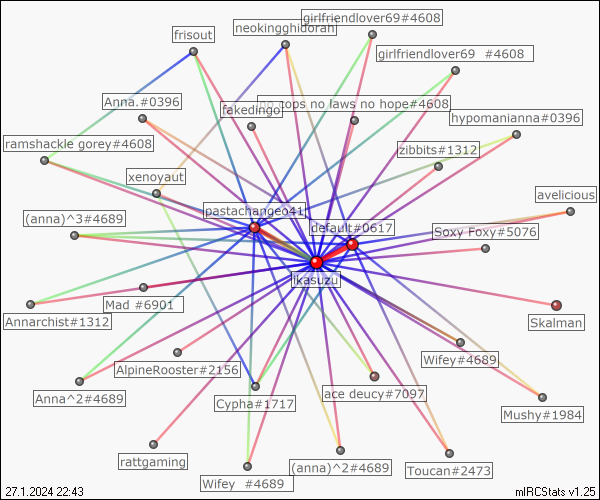 girlfriendlover69#4608
neokingghidorah
frisout
girlfriendlover69 #4608
Anna.#0396
no cops no laws no hope#4608
fakedingo
hypomanianna#0396
ramshackle gorey#4608
zibbits#1312
xenoyaut
avelicious
pastachangeo41
(anna)^3#4689
default#0617
Soxy Foxy#5076
ikasuzu
Mad #6901
Annarchist#1312
Skalman
Wifey#4689
AlpineRooster#2156
ace deucy#7097
Anna^2#4689
Cypha#1717
Mushy#1984
rattgaming
(anna)^2#4689
Toucan#2473
Wifey #4689
27.1.2024 22:43
mIRCStats v1.25